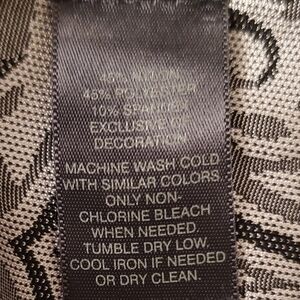 45% POLYESTER
10% SPANDEX
EXCLUSIVE OF
DECORATION
MACHINE WASH COLD
WITH SIMILAR COLORS.
ONLY NON-
CHLORINE BLEACH
WHEN NEEDED.
TUMBLE DRY LOW.
COOL IRON IF NEEDED
OR DRY CLEAN.